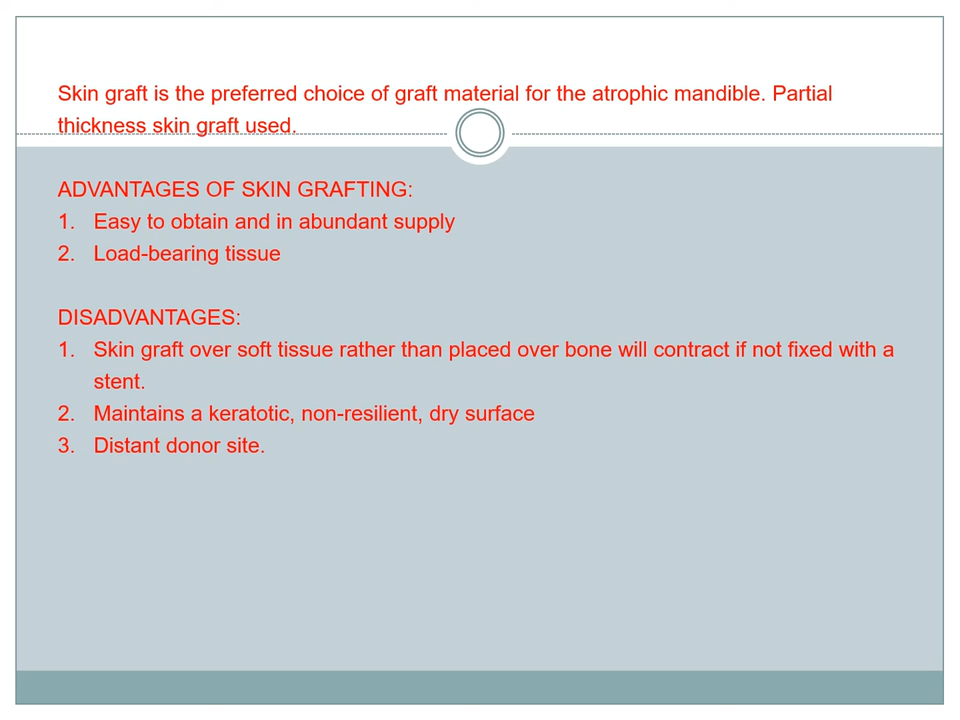 Skin graft is the preferred choice of graft material for the atrophic mandible. Partial
thickness skin graft used.
ADVANTAGES OF SKIN GRAFTING:
1. Easy to obtain and in abundant supply
2. Load-bearing tissue
DISADVANTAGES:
1. Skin graft over soft tissue rather than placed over bone will contract if not fixed with a
stent.
2. Maintains a keratotic, non-resilient, dry surface
3. Distant donor site.